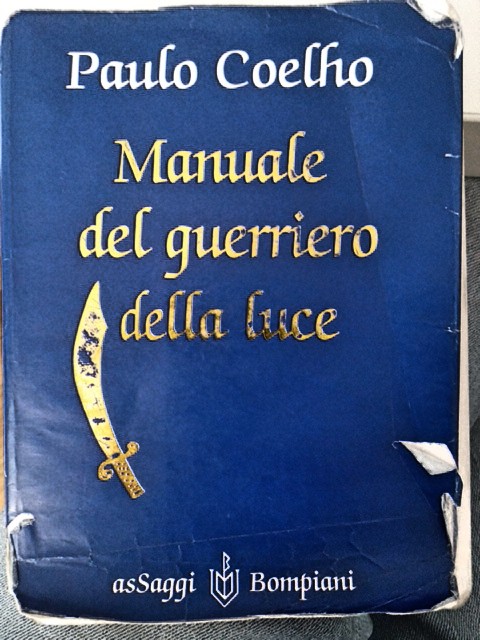 Paulo Coelho
Manuale
del guerriero
della luce
asSaggi Bompiani